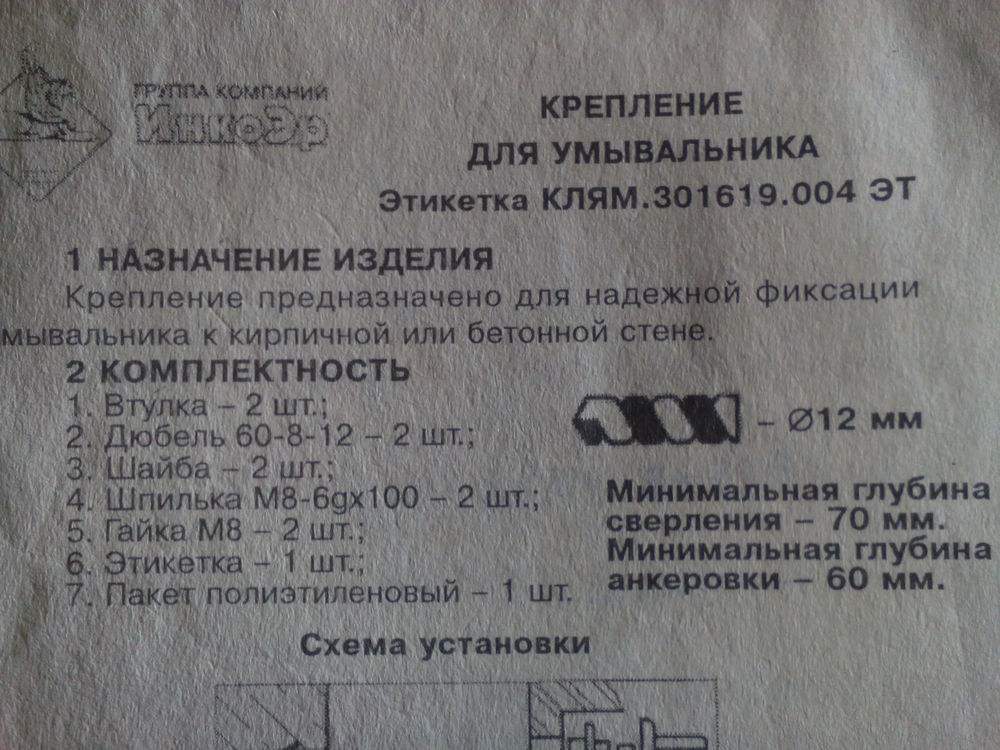 ГРУППА КОМПАНИЙ
ИнкоЭр
КРЕПЛЕНИЕ
ДЛЯ УМЫВАЛЬНИКА
Этикетка КЛЯМ.301619.004 ЭТ
1 НАЗНАЧЕНИЕ ИЗДЕЛИЯ
Крепление предназначено для надежной фиксации
мывальника к кирпичной или бетонной стене.
2 КОМПЛЕКТНОСТЬ
1. Втулка – 2 шт.;
2. Дюбель 60-8-12 – 2 шт.;
3. Шайба – 2 шт.;
4. Шпилька М8-6gx100 – 2 шт.;
5. Гайка М8 – 2 шт.;
6. Этикетка – 1 шт.;
7. Пакет полиэтиленовый – 1 шт.
– Ø12 мм
Минимальная глубина
сверления – 70 мм.
Минимальная глубина
анкеровки – 60 мм.
Схема установки